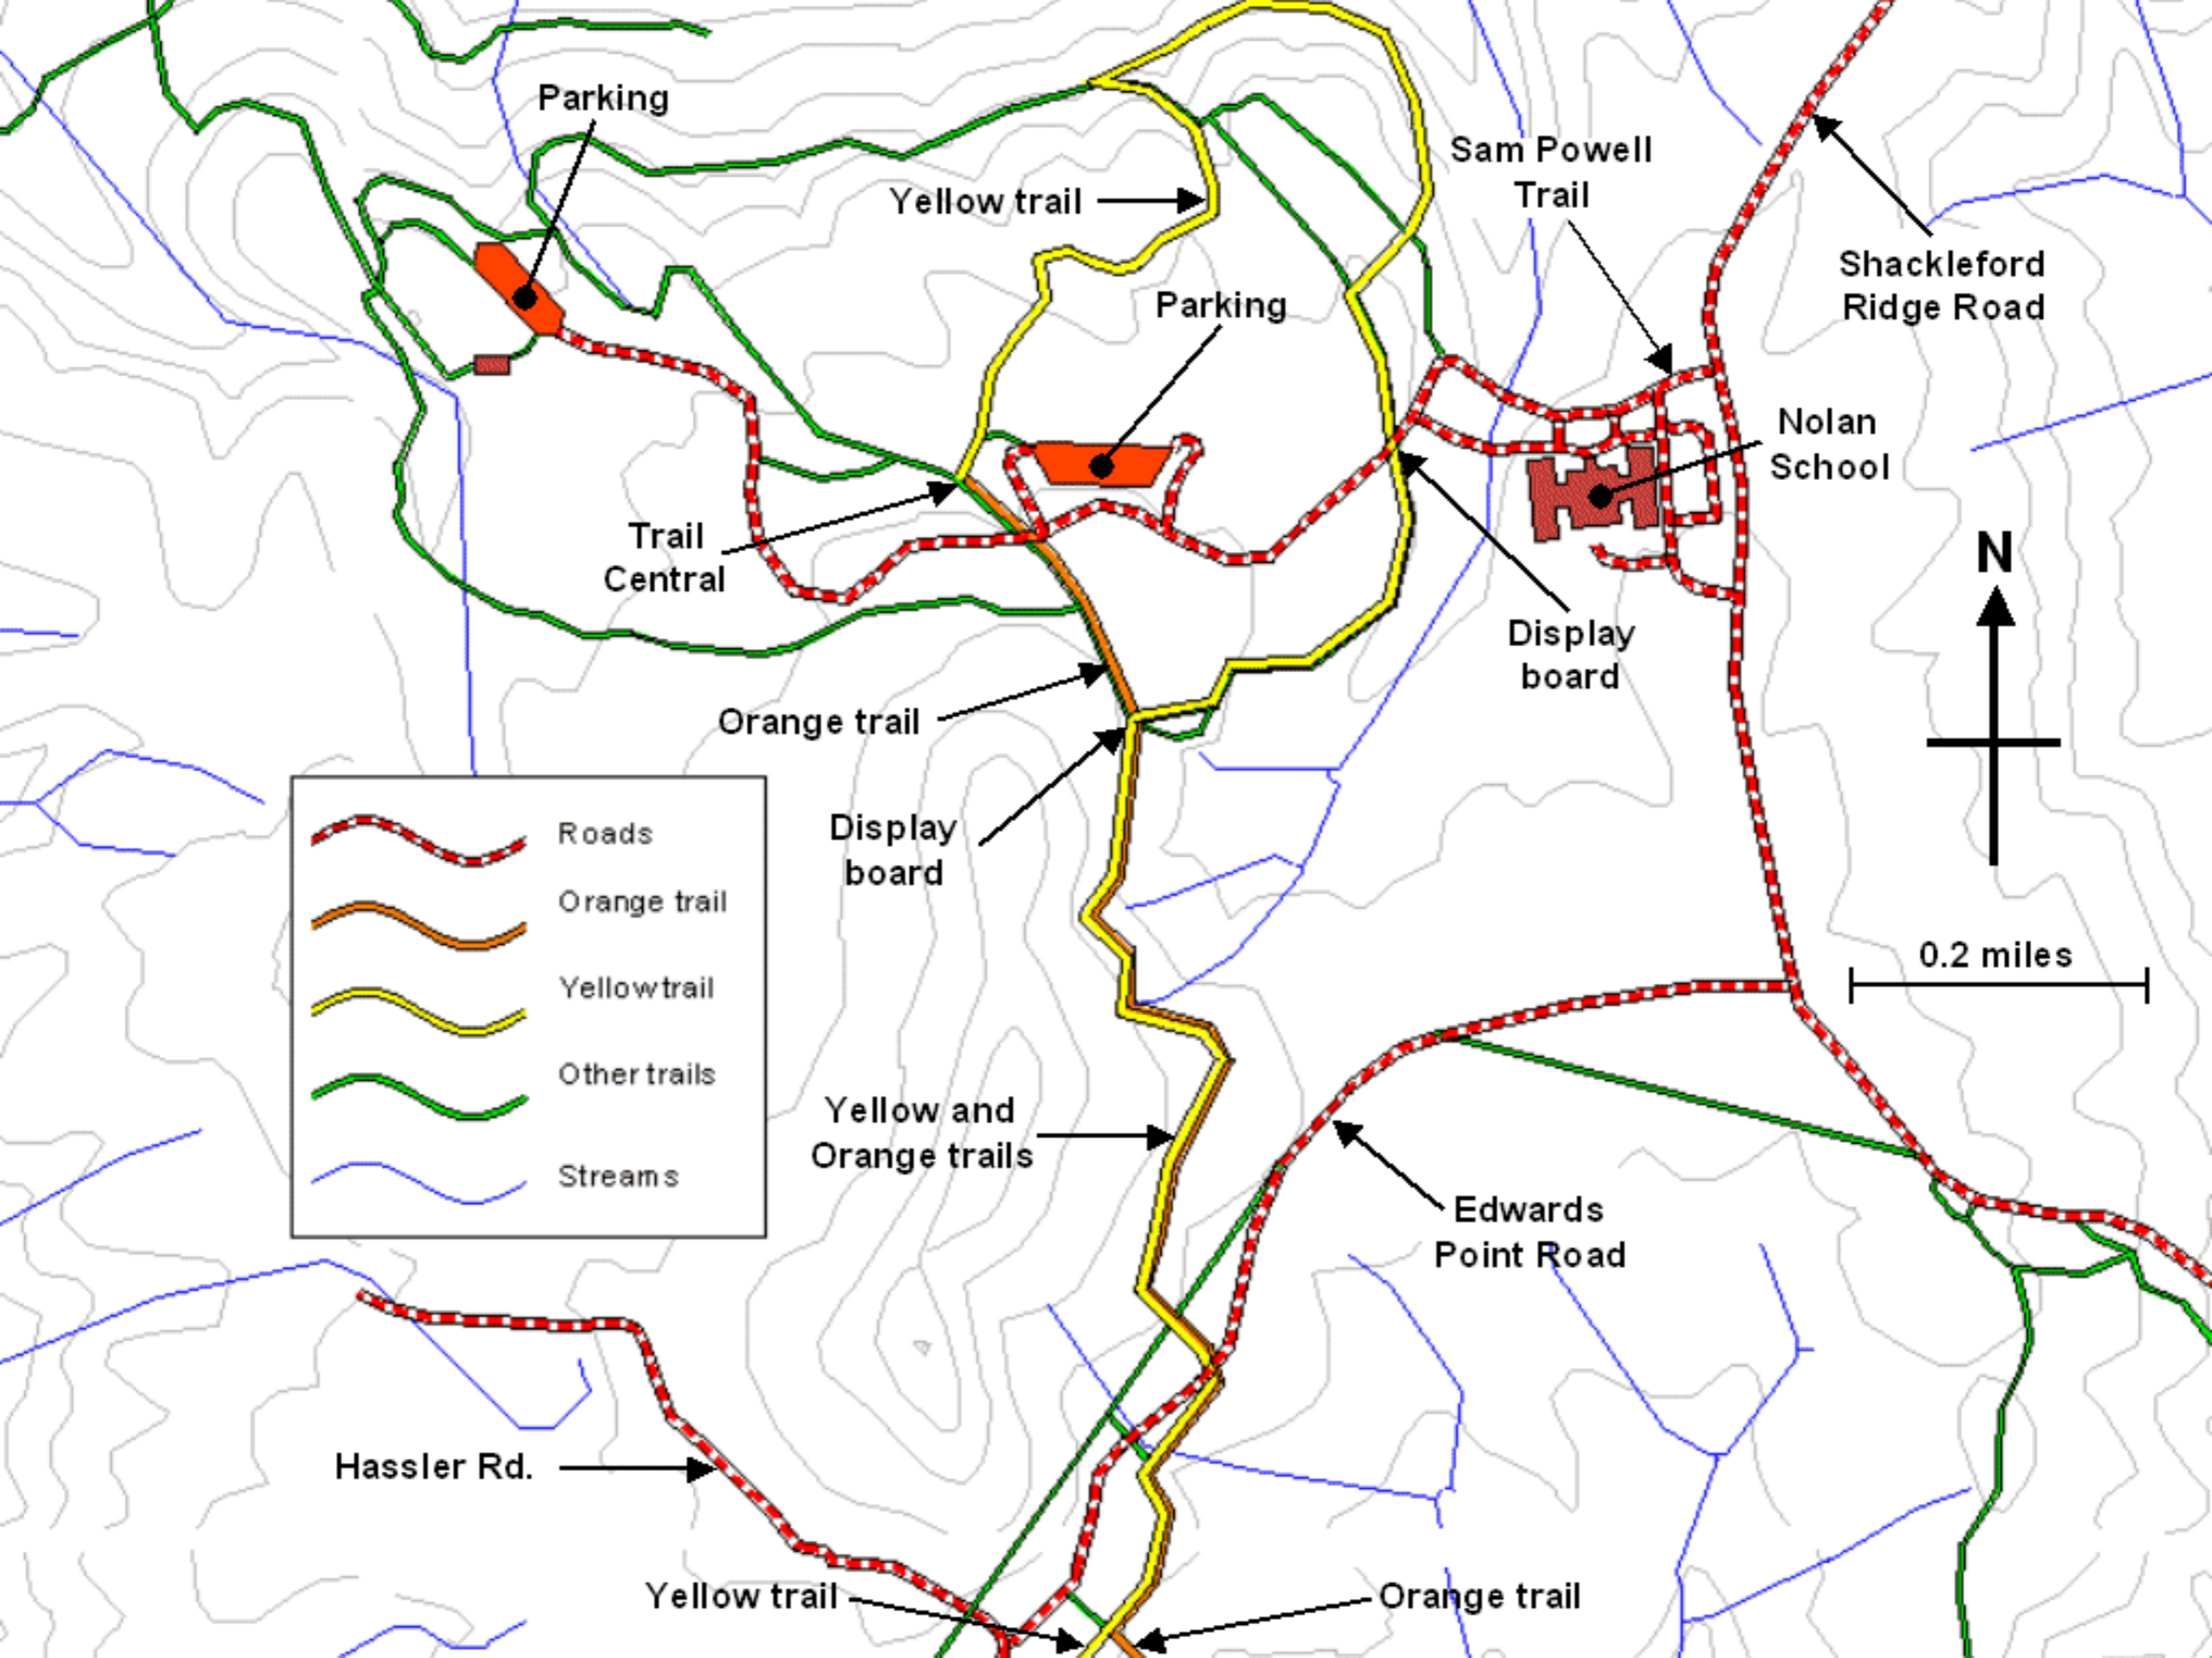 Parking
Sam Powell
Trail
Yellow trail
Shackleford
Ridge Road
Parking
Nolan
School
Trail
Central
N
Display
board
Orange trail
Display
board
Roads
Orange trail
Yellow trail
Other trails
Streams
0.2 miles
Yellow and
Orange trails
Edwards
Point Road
Hassler Rd.
Yellow trail
Orange trail